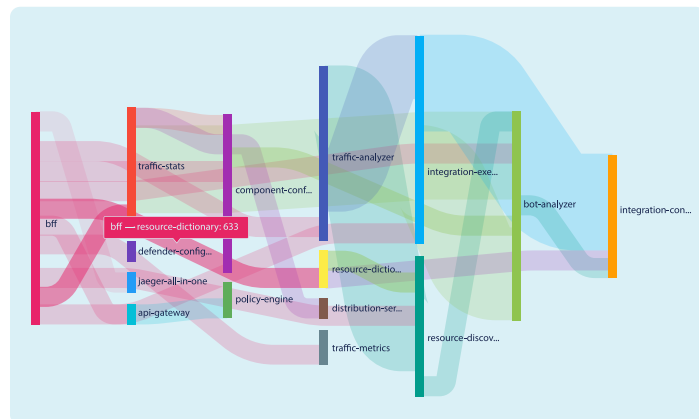 traffic-analyzer
traffic-stats
integration-exe...
component-conf...
bot-analyzer
integration-con...
bff
bff — resource-dictionary: 633
defender-config...
resource-dictio...
jaeger-all-in-one
policy-engine
distribution-ser...
api-gateway
resource-discov...
traffic-metrics